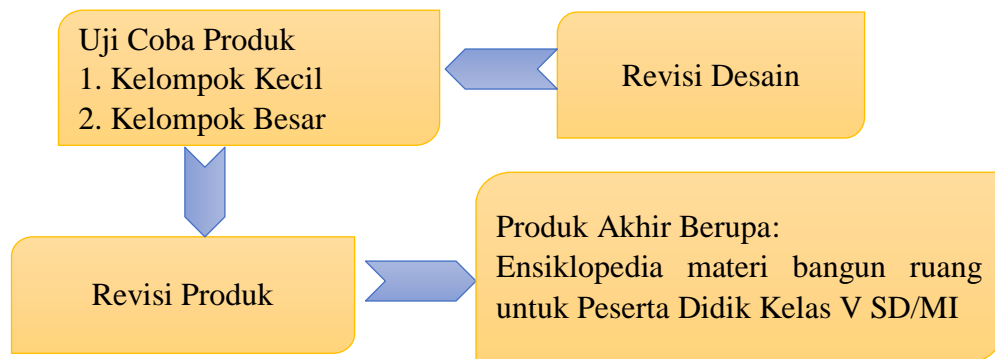 Uji Coba Produk
1. Kelompok Kecil
2. Kelompok Besar
Revisi Desain
Revisi Produk
Produk Akhir Berupa:
Ensiklopedia materi bangun ruang
untuk Peserta Didik Kelas V SD/MI